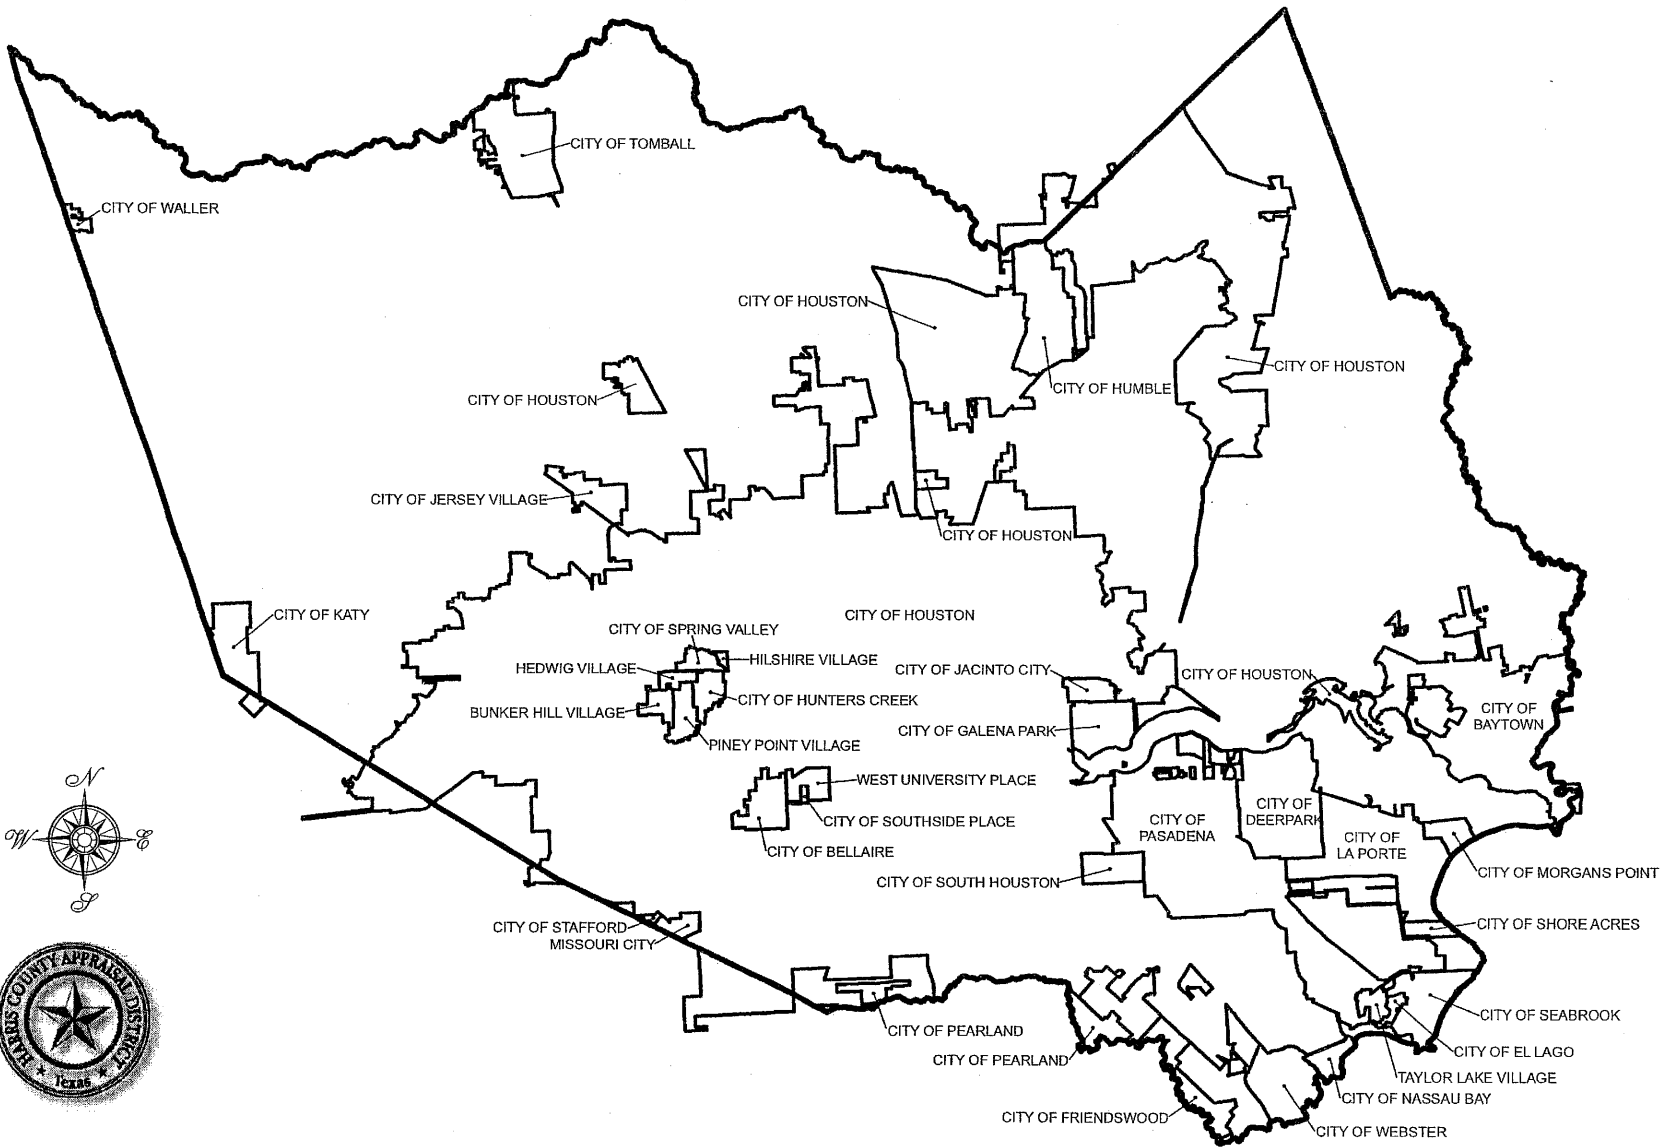 CITY OF TOMBALL
CITY OF WALLER
CITY OF HOUSTON
CITY OF HOUSTON
CITY OF HUMBLE
CITY OF HOUSTON
CITY OF JERSEY VILLAGE
CITY OF HOUSTON
CITY OF KATY
CITY OF HOUSTON
CITY OF SPRING VALLEY
HILSHIRE VILLAGE
HEDWIG VILLAGE
CITY OF JACINTO CITY
CITY OF HOUSTON
CITY OF HUNTERS CREEK
BUNKER HILL VILLAGE
CITY OF
BAYTOWN
CITY OF GALENA PARK
PINEY POINT VILLAGE
WEST UNIVERSITY PLACE
CITY OF
DEERPARK
CITY OF SOUTHSIDE PLACE
CITY OF
PASADENA
CITY OF
LA PORTE
CITY OF BELLAIRE
CITY OF MORGANS POINT
CITY OF SOUTH HOUSTON
CITY OF STAFFORD
MISSOURI CITY
CITY OF SHORE ACRES
CITY OF SEABROOK
CITY OF PEARLAND
CITY OF EL LAGO
CITY OF PEARLAND
TAYLOR LAKE VILLAGE
CITY OF NASSAU BAY
CITY OF FRIENDSWOOD
CITY OF WEBSTER
N
W
E
S
HARRIS COUNTY APPRAISAL DISTRICT
Texas